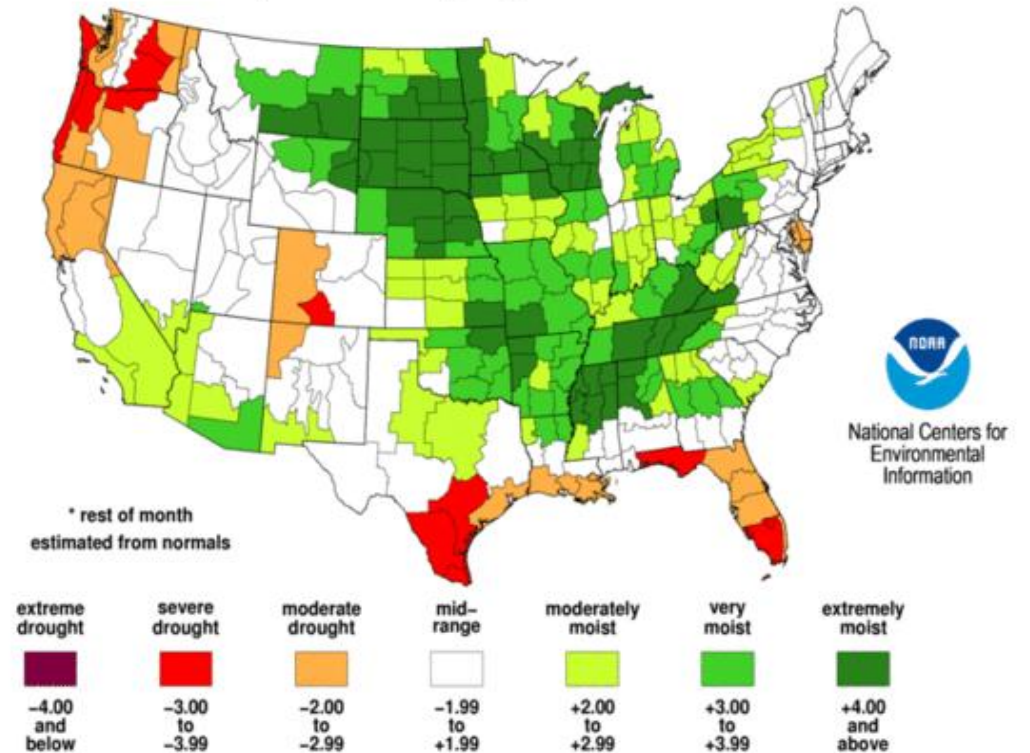 NOAA
National Centers for
Environmental
Information
* rest of month
estimated from normals
extreme
drought
severe
drought
moderate
drought
mid–
range
moderately
moist
very
moist
extremely
moist
–4.00
and
below
–3.00
to
–3.99
–2.00
to
–2.99
–1.99
to
+1.99
+2.00
to
+2.99
+3.00
to
+3.99
+4.00
and
above